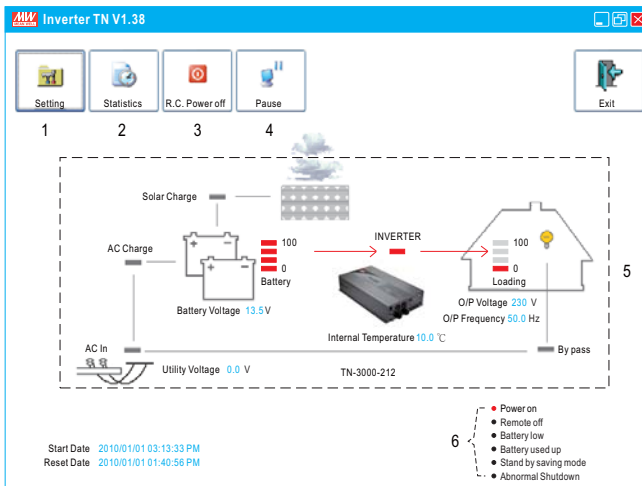 MW MEAN WELL Inverter TN V1.38
Setting
Statistics
R.C. Power off
Pause
Exit
1
2
3
4
Solar Charge
AC Charge
100
0
Battery
Battery Voltage 13.5V
INVERTER
100
0
Loading
O/P Voltage 230 V
O/P Frequency 50.0 Hz
5
Internal Temperature 10.0 ℃
AC In
By pass
Utility Voltage 0.0 V
TN-3000-212
6
Power on
Remote off
Battery low
Battery used up
Stand by saving mode
Abnormal Shutdown
Start Date 2010/01/01 03:13:33 PM
Reset Date 2010/01/01 01:40:56 PM